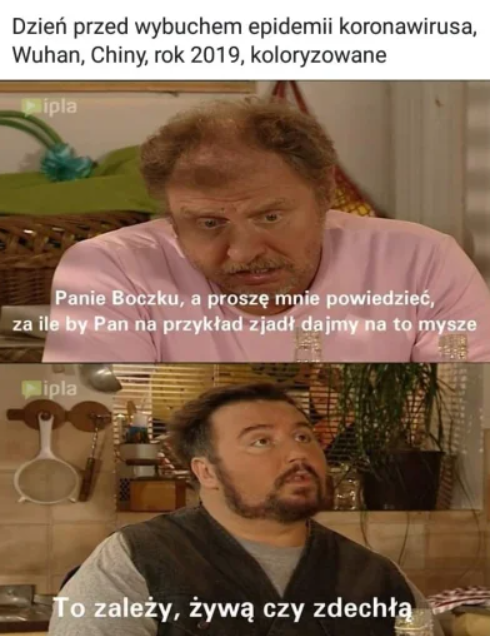 Dzień przed wybuchem epidemii koronawirusa,
Wuhan, Chiny, rok 2019, koloryzowane
ipla
Panie Boczku, a proszę mnie powiedzieć,
za ile by Pan na przykład zjadł dajmy na to mysze
ipla
To zależy, żywą czy zdechłą